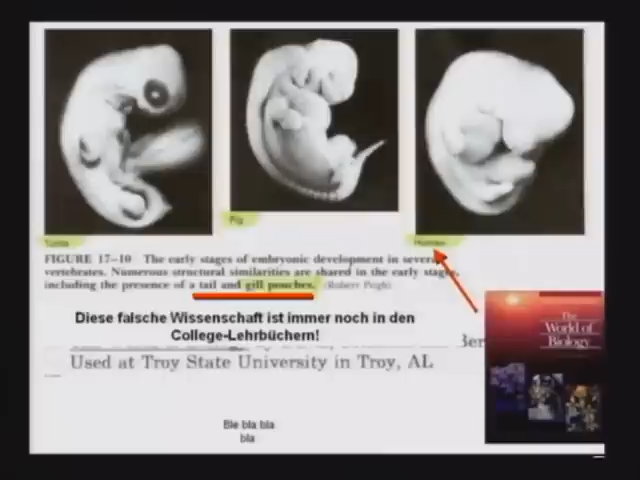 Turtle
Pig
Human
FIGURE 17–10 The early stages of embryonic development in several
vertebrates. Numerous structural similarities are shared in the early stages,
including the presence of a tail and gill pouches. (Robert Pugh)
Diese falsche Wissenschaft ist immer noch in den
College-Lehrbüchern!
Ber
Used at Troy State University in Troy, AL
The
World of
Biology
Ble bla bla
bla